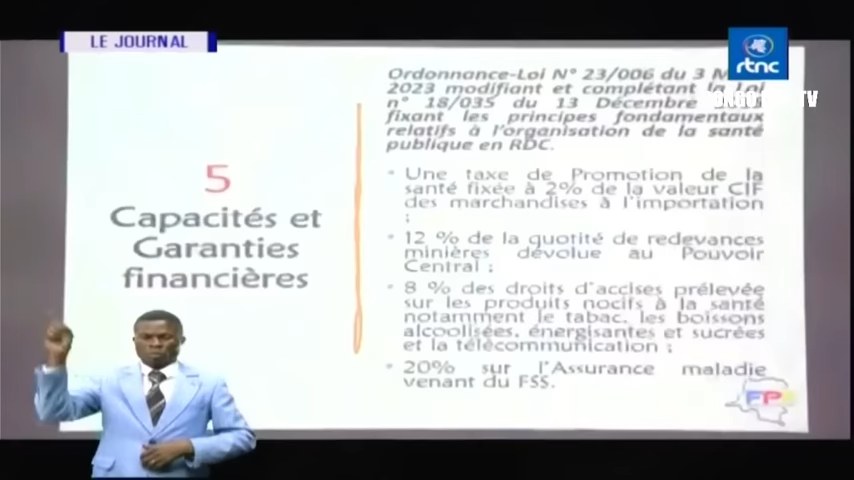 LE JOURNAL
rtnc
TV
Ordonnance-Loi N° 23/006 du 3
2023 modifiant et complétant la Loi
n° 18/035 du 13 Décembre
fixant les principes fondamentaux
relatifs à l'organisation de la santé
publique en RDC.
5
Capacités et
Garanties
financières
• Une taxe de Promotion de la
santé fixée à 2% de la valeur CIF
des marchandises à l'importation
;
• 12 % de la quotité de redevances
minières dévolue au Pouvoir
Central ;
• 8 % des droits d'accises prélevée
sur les produits nocifs à la santé
notamment le tabac, les boissons
alcoolisées, énergisantes et sucrées
et la télécommunication ;
• 20% sur l'Assurance maladie
venant du FSS.
FPS